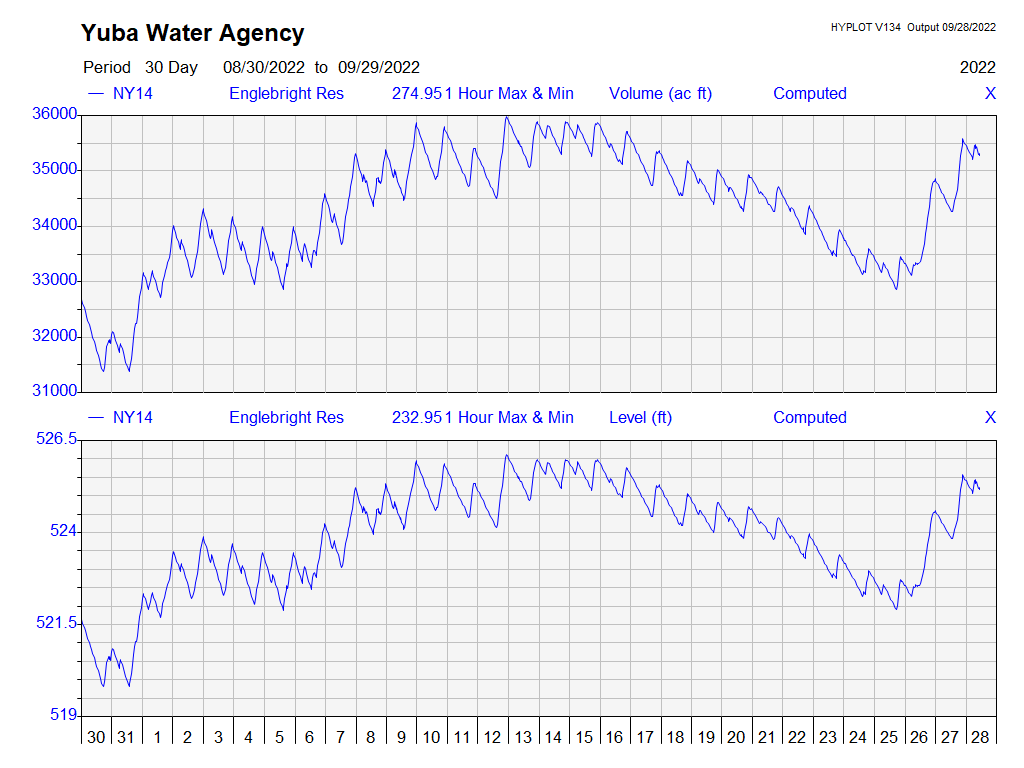 Yuba Water Agency
HYPLOT V134 Output 09/28/2022
Period 30 Day 08/30/2022 to 09/29/2022 2022
NY14 Englebright Res 274.951 Hour Max & Min Volume (ac ft) Computed X
36000
35000
34000
33000
32000
31000
NY14 Englebright Res 232.951 Hour Max & Min Level (ft) Computed X
526.5
524
521.5
519
30 31 1 2 3 4 5 6 7 8 9 10 11 12 13 14 15 16 17 18 19 20 21 22 23 24 25 26 27 28